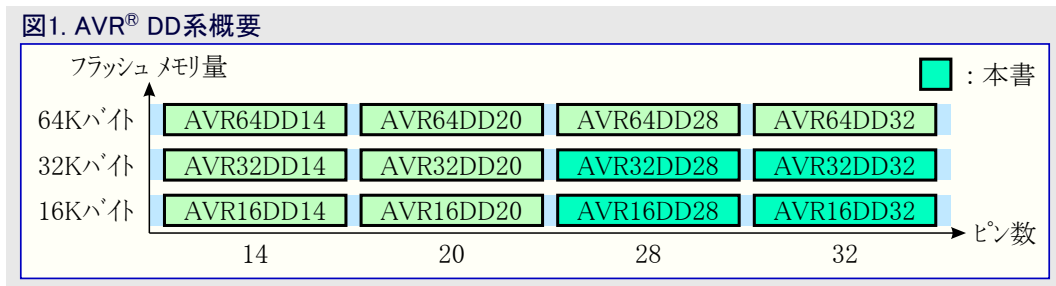 図1. AVR® DD系概要
フラッシュ メモリ量
:本書
64Kバイト AVR64DD14 AVR64DD20 AVR64DD28 AVR64DD32
32Kバイト AVR32DD14 AVR32DD20 AVR32DD28 AVR32DD32
16Kバイト AVR16DD14 AVR16DD20 AVR16DD28 AVR16DD32
ピン数
14 20 28 32